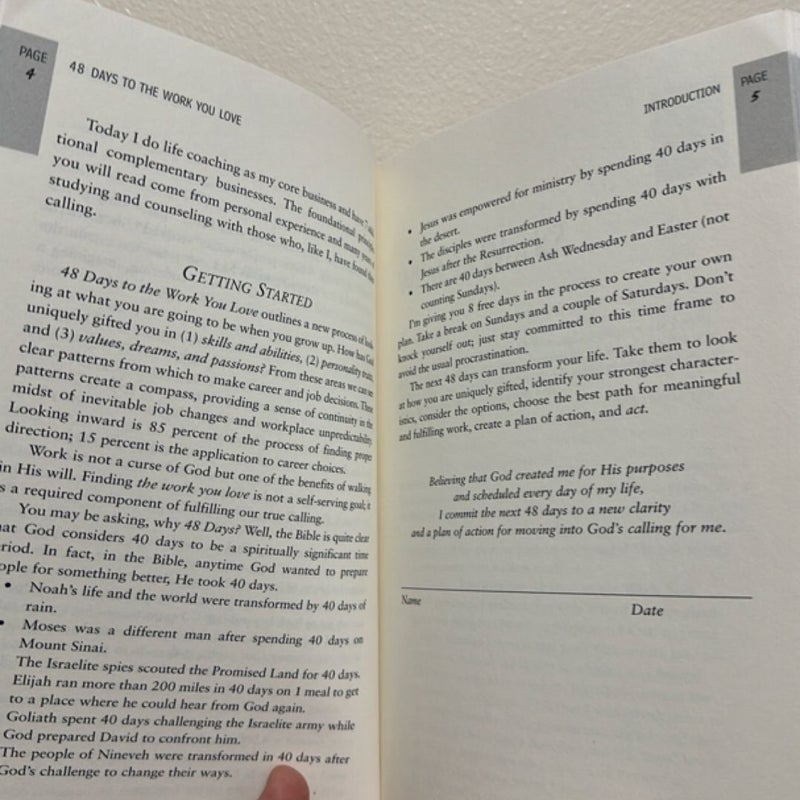 PAGE
4
48 DAYS TO THE WORK YOU LOVE
Today I do life coaching as my core business and have
tional complementary businesses. The foundational
you will read come from personal experience and many years of
studying and counseling with those who, like I, have found
calling.
GETTING STARTED
48 Days to the Work You Love outlines a new process of look-
ing at what you are going to be when you grow up. How has God
uniquely gifted you in (1) skills and abilities, (2) personality traits,
and (3) values, dreams, and passions? From these areas we can see
clear patterns from which to make career and job decisions. These
patterns create a compass, providing a sense of continuity in the
midst of inevitable job changes and workplace unpredictability.
Looking inward is 85 percent of the process of finding proper
direction; 15 percent is the application to career choices.
Work is not a curse of God but one of the benefits of walking
in His will. Finding the work you love is not a self-serving goal; it
s a required component of fulfilling our true calling.
You may be asking, why 48 Days? Well, the Bible is quite clear
at God considers 40 days to be a spiritually significant time
riod. In fact, in the Bible, anytime God wanted to prepare
ople for something better, He took 40 days.
• Noah's life and the world were transformed by 40 days of
rain.
• Moses was a different man after spending 40 days on
Mount Sinai.
The Israelite spies scouted the Promised Land for 40 days.
Elijah ran more than 200 miles in 40 days on 1 meal to get
to a place where he could hear from God again.
Goliath spent 40 days challenging the Israelite army while
God prepared David to confront him.
The people of Nineveh were transformed in 40 days after
God's challenge to change their ways.
INTRODUCTION
PAGE
5
• Jesus was empowered for ministry by spending 40 days in
the desert.
• The disciples were transformed by spending 40 days with
Jesus after the Resurrection.
• There are 40 days between Ash Wednesday and Easter (not
counting Sundays).
I'm giving you 8 free days in the process to create your own
plan. Take a break on Sundays and a couple of Saturdays. Don't
knock yourself out; just stay committed to this time frame to
avoid the usual procrastination.
The next 48 days can transform your life. Take them to look
at how you are uniquely gifted, identify your strongest character-
istics, consider the options, choose the best path for meaningful
and fulfilling work, create a plan of action, and act.
Believing that God created me for His purposes
and scheduled every day of my life,
I commit the next 48 days to a new clarity
and a plan of action for moving into God's calling for me.
Name
Date